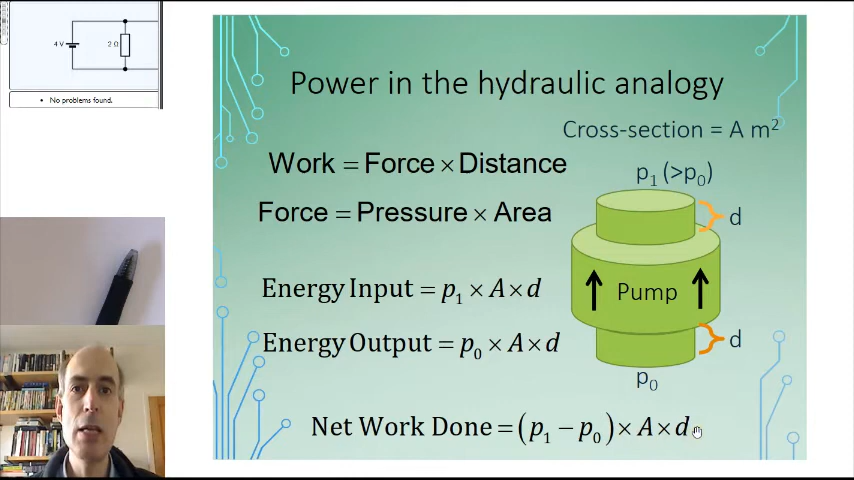 4 V
2 Ω
• No problems found.
Power in the hydraulic analogy
Cross-section = A m²
Work = Force × Distance
p₁ (>p₀)
Force = Pressure × Area
d
Energy Input = p₁ × A × d
Pump
Energy Output = p₀ × A × d
d
p₀
Net Work Done = (p₁ − p₀) × A × d